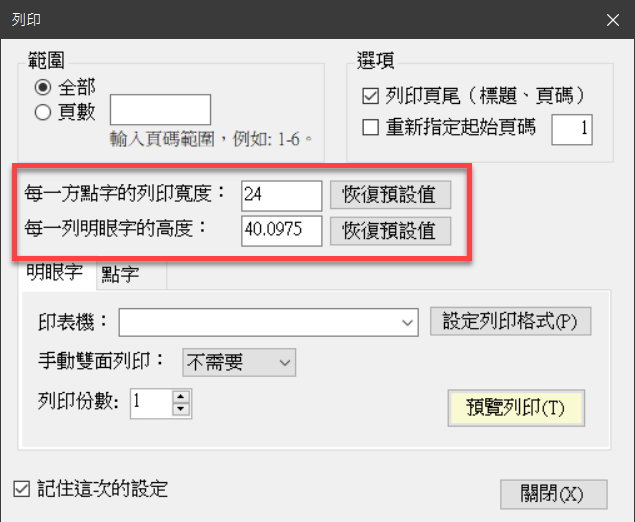 列印
範圍
全部
頁數
輸入頁碼範圍，例如: 1-6。
選項
列印頁尾（標題、頁碼）
重新指定起始頁碼 1
每一方點字的列印寬度： 24 恢復預設值
每一列明眼字的高度： 40.0975 恢復預設值
明眼字 點字
印表機： 設定列印格式(P)
手動雙面列印： 不需要
列印份數: 1
預覽列印(T)
記住這次的設定
關閉(X)